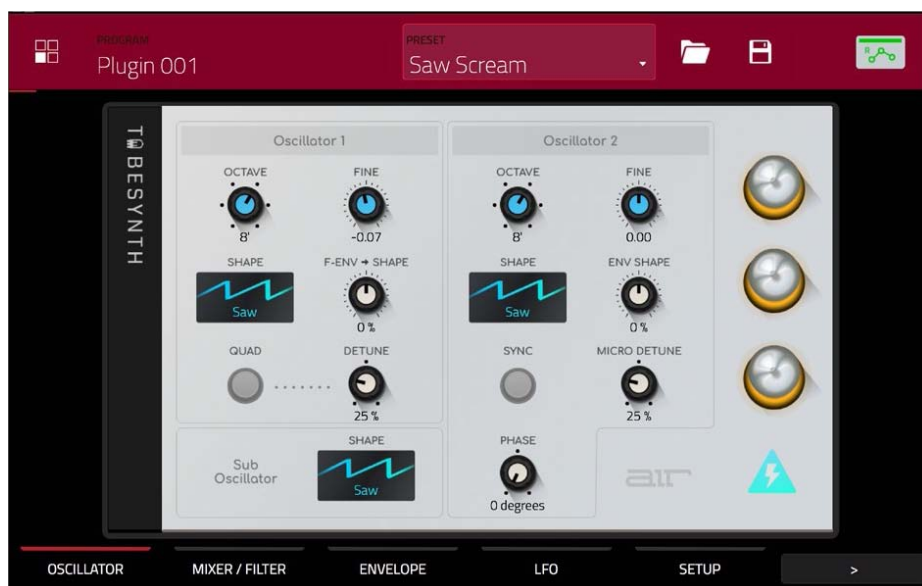 PROGRAM
Plugin 001
PRESET
Saw Scream
TUBESYNTH
Oscillator 1
OCTAVE
8'
FINE
-0.07
SHAPE
Saw
F-ENV → SHAPE
0 %
QUAD
DETUNE
25 %
Sub
Oscillator
SHAPE
Saw
Oscillator 2
OCTAVE
8'
FINE
0.00
SHAPE
Saw
ENV SHAPE
0 %
SYNC
MICRO DETUNE
25 %
PHASE
0 degrees
air
OSCILLATOR MIXER / FILTER ENVELOPE LFO SETUP >